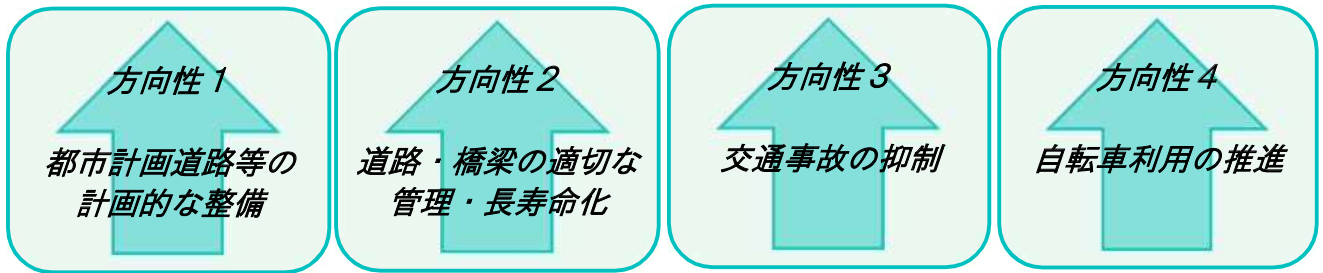 方向性１
都市計画道路等の
計画的な整備
方向性２
道路・橋梁の適切な
管理・長寿命化
方向性３
交通事故の抑制
方向性４
自転車利用の推進